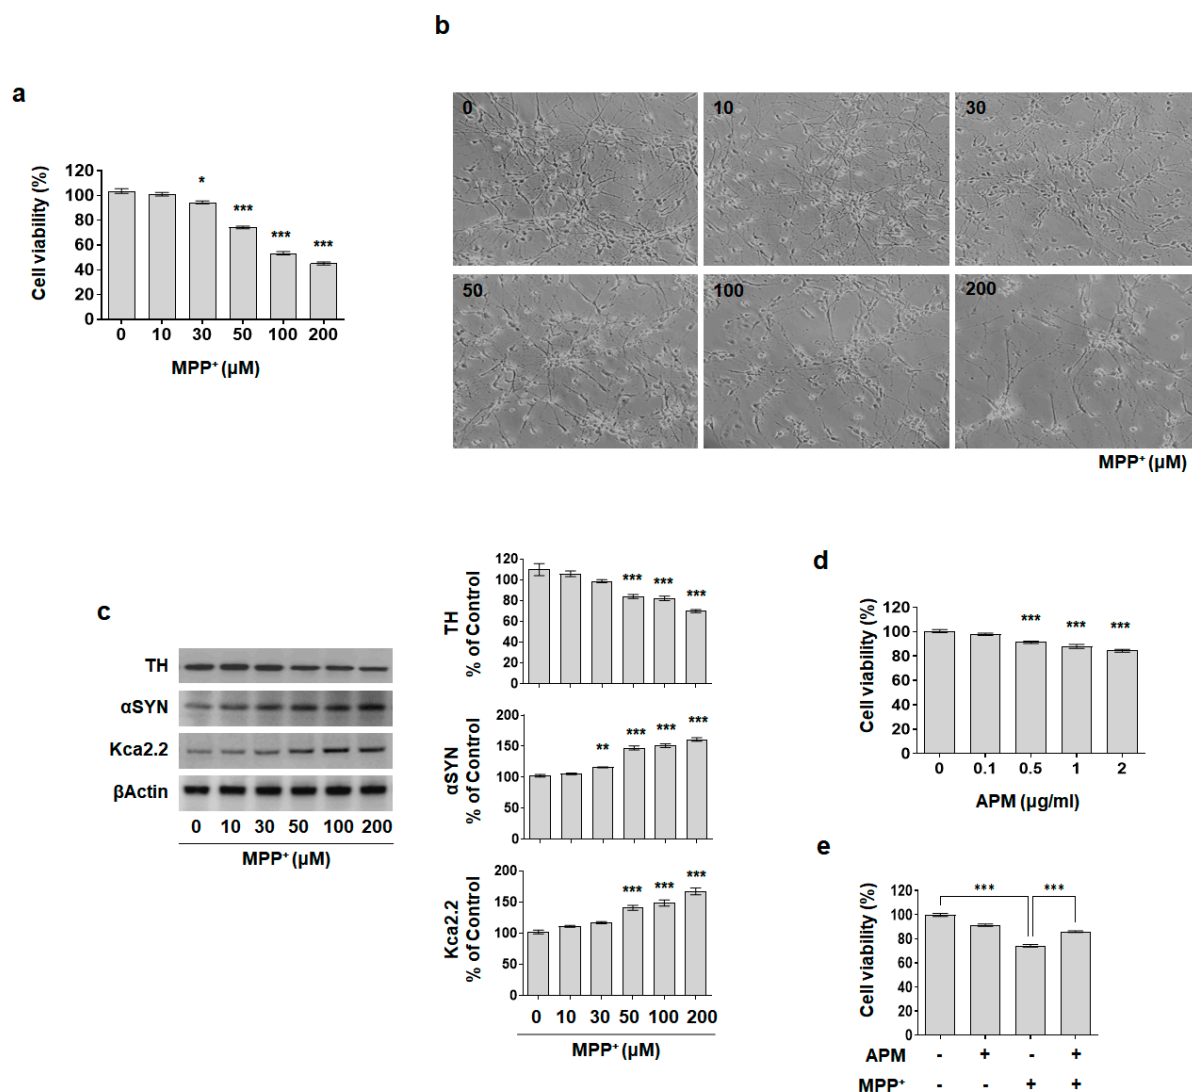 b
a
0
10
30
50
100
200
MPP⁺ (µM)
120
100
80
60
40
20
0
Cell viability (%)
*
***
***
***
0 10 30 50 100 200
MPP⁺ (µM)
c
TH
αSYN
Kca2.2
βActin
0 10 30 50 100 200
MPP⁺ (µM)
120
100
80
60
40
20
0
TH
% of Control
*** *** ***
200
150
100
50
0
αSYN
% of Control
** *** *** ***
200
150
100
50
0
Kca2.2
% of Control
*** *** ***
0 10 30 50 100 200
MPP⁺ (µM)
d
120
100
80
60
40
20
0
Cell viability (%)
*** *** ***
0 0.1 0.5 1 2
APM (µg/ml)
e
120
100
80
60
40
20
0
Cell viability (%)
*** ***
APM - + - +
MPP⁺ - - + +